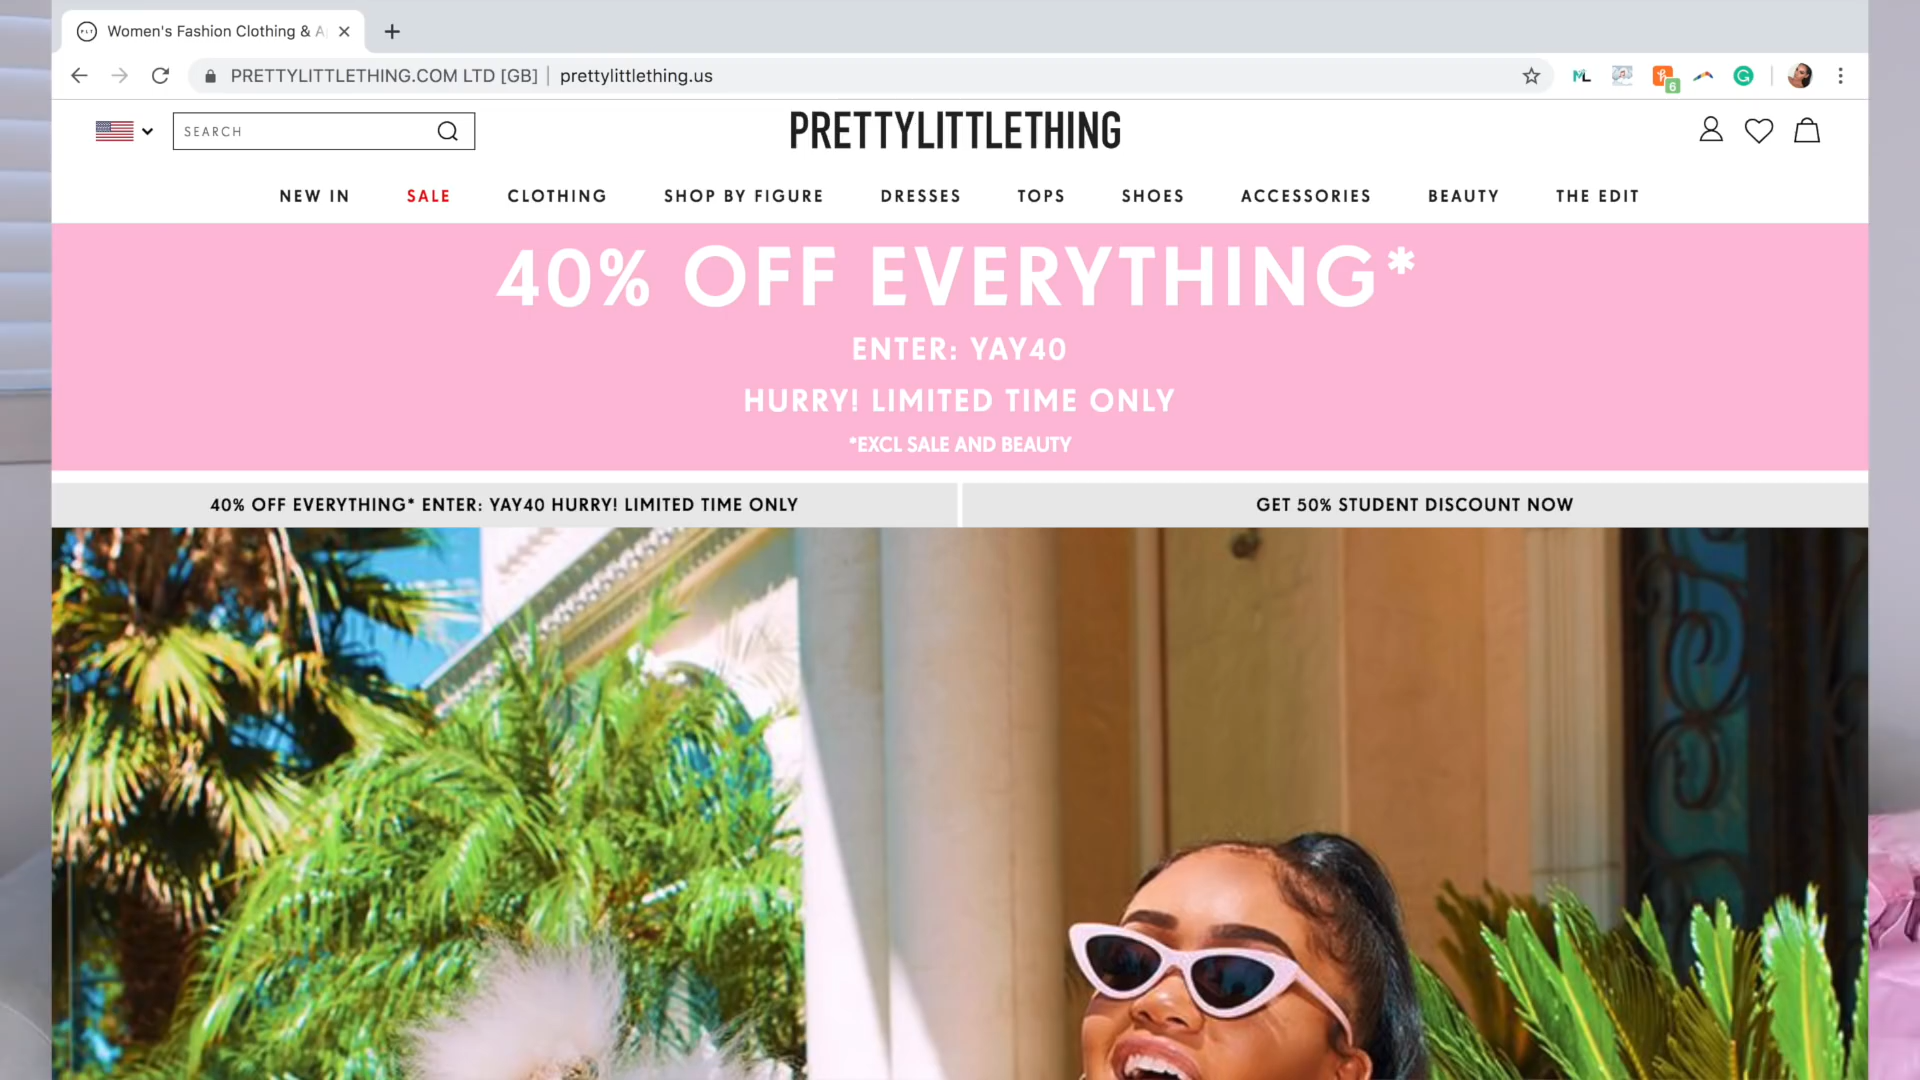 Women's Fashion Clothing & A
PRETTYLITTLETHING.COM LTD [GB] | prettylittlething.us
ML
6
SEARCH
PRETTYLITTLETHING
NEW IN SALE CLOTHING SHOP BY FIGURE DRESSES TOPS SHOES ACCESSORIES BEAUTY THE EDIT
40% OFF EVERYTHING*
ENTER: YAY40
HURRY! LIMITED TIME ONLY
*EXCL SALE AND BEAUTY
40% OFF EVERYTHING* ENTER: YAY40 HURRY! LIMITED TIME ONLY
GET 50% STUDENT DISCOUNT NOW